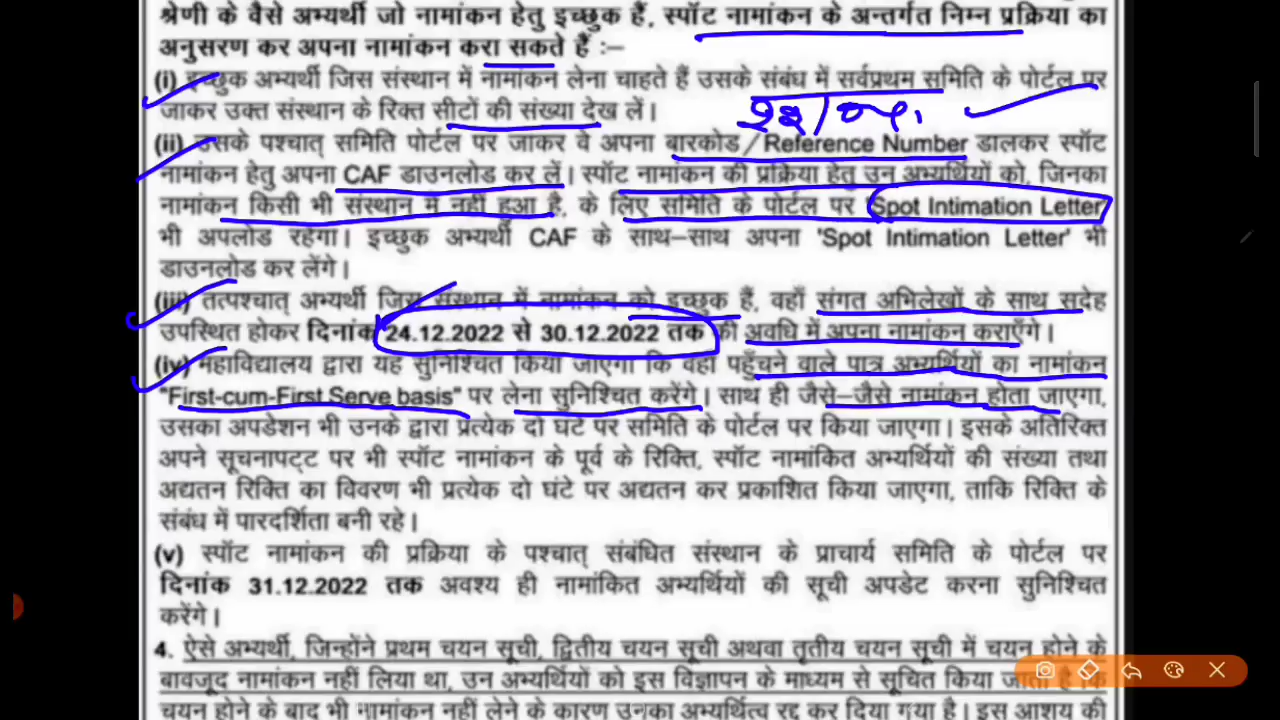 श्रेणी के वैसे अभ्यर्थी जो नामांकन हेतु इच्छुक हैं, स्पॉट नामांकन के अन्तर्गत निम्न प्रक्रिया का
अनुसरण कर अपना नामांकन करा सकते हैं :–
(i) इच्छुक अभ्यर्थी जिस संस्थान में नामांकन लेना चाहते हैं उसके संबंध में सर्वप्रथम समिति के पोर्टल पर
जाकर उक्त संस्थान के रिक्त सीटों की संख्या देख लें।
(ii) उसके पश्चात् समिति पोर्टल पर जाकर वे अपना बारकोड/Reference Number डालकर स्पॉट
नामांकन हेतु अपना CAF डाउनलोड कर लें। स्पॉट नामांकन की प्रक्रिया हेतु उन अभ्यर्थियों को, जिनका
नामांकन किसी भी संस्थान में नहीं हुआ है, के लिए समिति के पोर्टल पर 'Spot Intimation Letter'
भी अपलोड रहेगा। इच्छुक अभ्यर्थी CAF के साथ–साथ अपना 'Spot Intimation Letter' भी
डाउनलोड कर लेंगे।
(iii) तत्पश्चात् अभ्यर्थी जिस संस्थान में नामांकन को इच्छुक हैं, वहाँ संगत अभिलेखों के साथ सदेह
उपस्थित होकर दिनांक 24.12.2022 से 30.12.2022 तक की अवधि में अपना नामांकन कराएँगे।
(iv) महाविद्यालय द्वारा यह सुनिश्चित किया जाएगा कि वहाँ पहुँचने वाले पात्र अभ्यर्थियों का नामांकन
"First-cum-First Serve basis" पर लेना सुनिश्चित करेंगे। साथ ही जैसे–जैसे नामांकन होता जाएगा,
उसका अपडेशन भी उनके द्वारा प्रत्येक दो घंटे पर समिति के पोर्टल पर किया जाएगा। इसके अतिरिक्त
अपने सूचनापट्ट पर भी स्पॉट नामांकन के पूर्व के रिक्ति, स्पॉट नामांकित अभ्यर्थियों की संख्या तथा
अद्यतन रिक्ति का विवरण भी प्रत्येक दो घंटे पर अद्यतन कर प्रकाशित किया जाएगा, ताकि रिक्ति के
संबंध में पारदर्शिता बनी रहे।
(v) स्पॉट नामांकन की प्रक्रिया के पश्चात् संबंधित संस्थान के प्राचार्य समिति के पोर्टल पर
दिनांक 31.12.2022 तक अवश्य ही नामांकित अभ्यर्थियों की सूची अपडेट करना सुनिश्चित
करेंगे।
4. ऐसे अभ्यर्थी, जिन्होंने प्रथम चयन सूची, द्वितीय चयन सूची अथवा तृतीय चयन सूची में चयन होने के
बावजूद नामांकन नहीं लिया था, उन अभ्यर्थियों को इस विज्ञापन के माध्यम से सूचित किया जाता है कि
चयन होने के बाद भी नामांकन नहीं लेने के कारण उनका अभ्यर्थित्व रद्द कर दिया गया है। इस आशय की